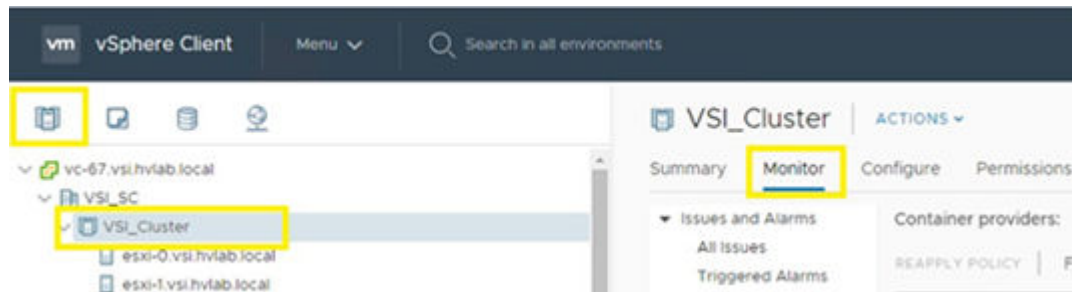 vm vSphere Client Menu Search in all environments
VSI_Cluster ACTIONS
Summary Monitor Configure Permissions
vc-67.vsi.hvlab.local
VSI_SC
VSI_Cluster
esxi-0.vsi.hvlab.local
esxi-1.vsi.hvlab.local
Issues and Alarms
All Issues
Triggered Alarms
Container providers:
REAPPLY POLICY